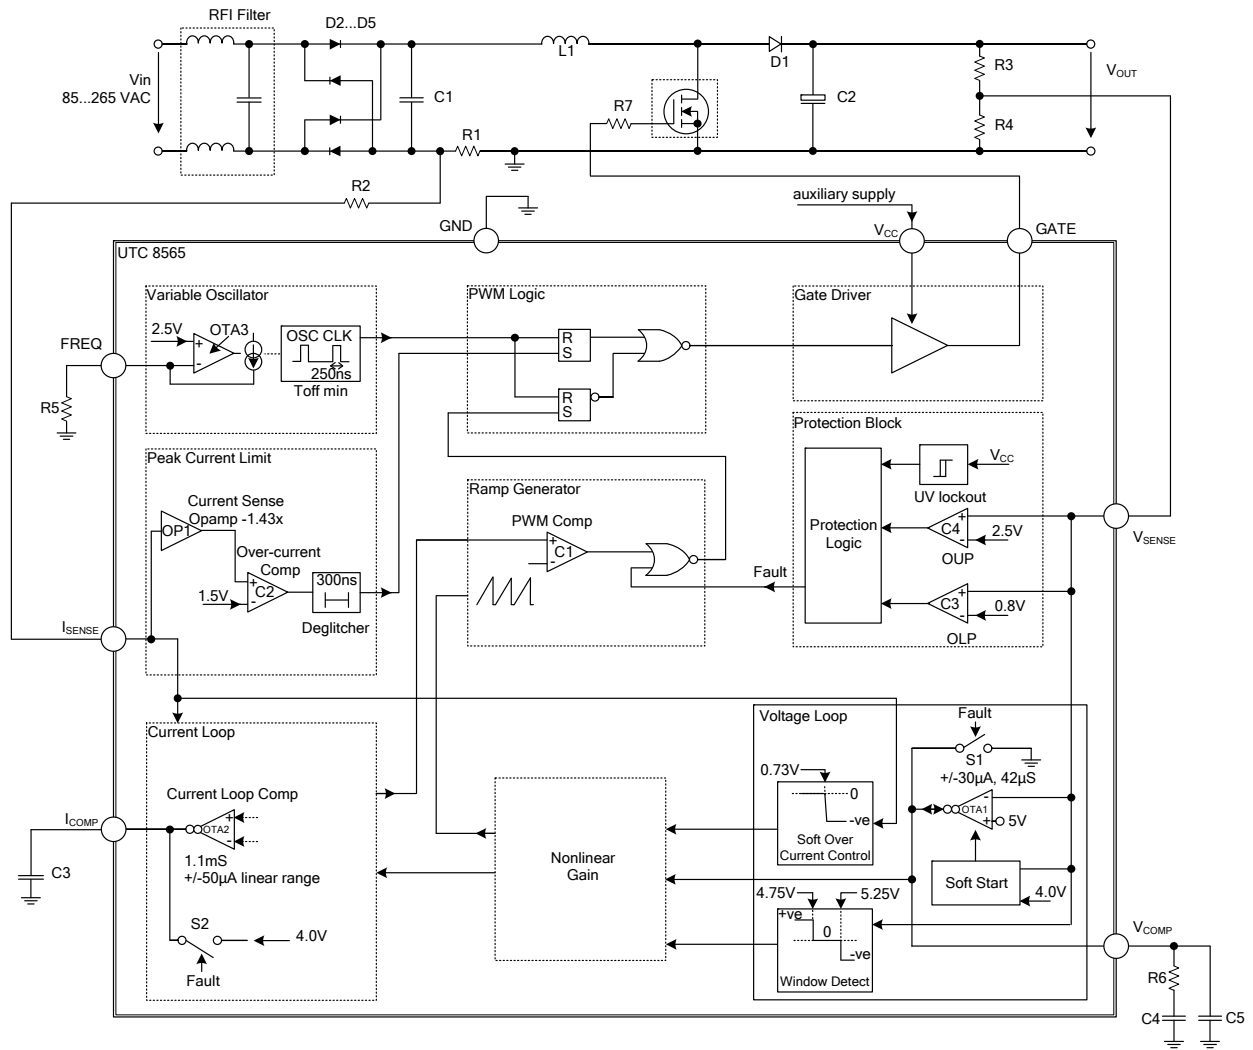 RFI Filter
D2...D5
Vin
85...265 VAC
C1
L1
D1
C2
R3
R4
VOUT
R7
R1
R2
auxiliary supply
GND
VCC
GATE
UTC 8565
Variable Oscillator
2.5V
OTA3
+
-
OSC CLK
250ns
Toff min
FREQ
R5
PWM Logic
R
S
R
S
Gate Driver
Peak Current Limit
Current Sense
Opamp -1.43x
OP1
Over-current
Comp
+
C2
-
1.5V
300ns
Deglitcher
ISENSE
Ramp Generator
PWM Comp
+
C1
-
Fault
Protection Block
Protection
Logic
VCC
UV lockout
+
C4
-
2.5V
OUP
+
C3
-
0.8V
OLP
VSENSE
Current Loop
Current Loop Comp
+
OTA2
-
1.1mS
+/-50µA linear range
ICOMP
C3
S2
4.0V
Fault
Nonlinear
Gain
Voltage Loop
Fault
S1
+/-30µA, 42µS
-
OTA1
+
5V
Soft Start
4.0V
0.73V
0
-ve
Soft Over
Current Control
4.75V
5.25V
+ve
0
-ve
Window Detect
VCOMP
R6
C4
C5